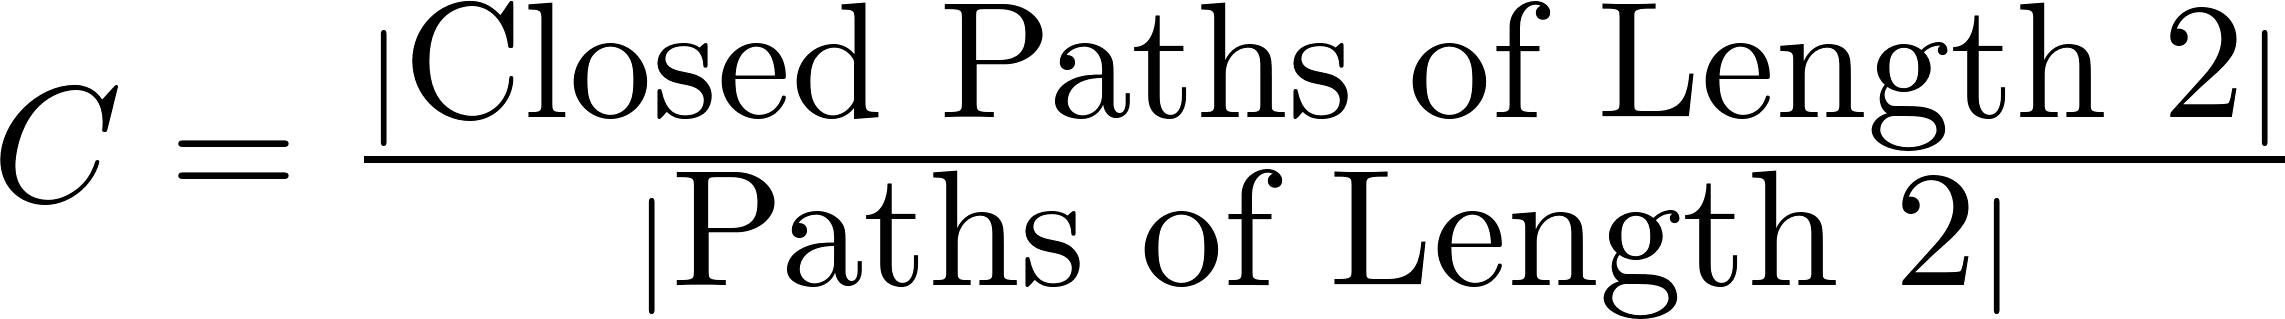 C = |Closed Paths of Length 2|
|Paths of Length 2|